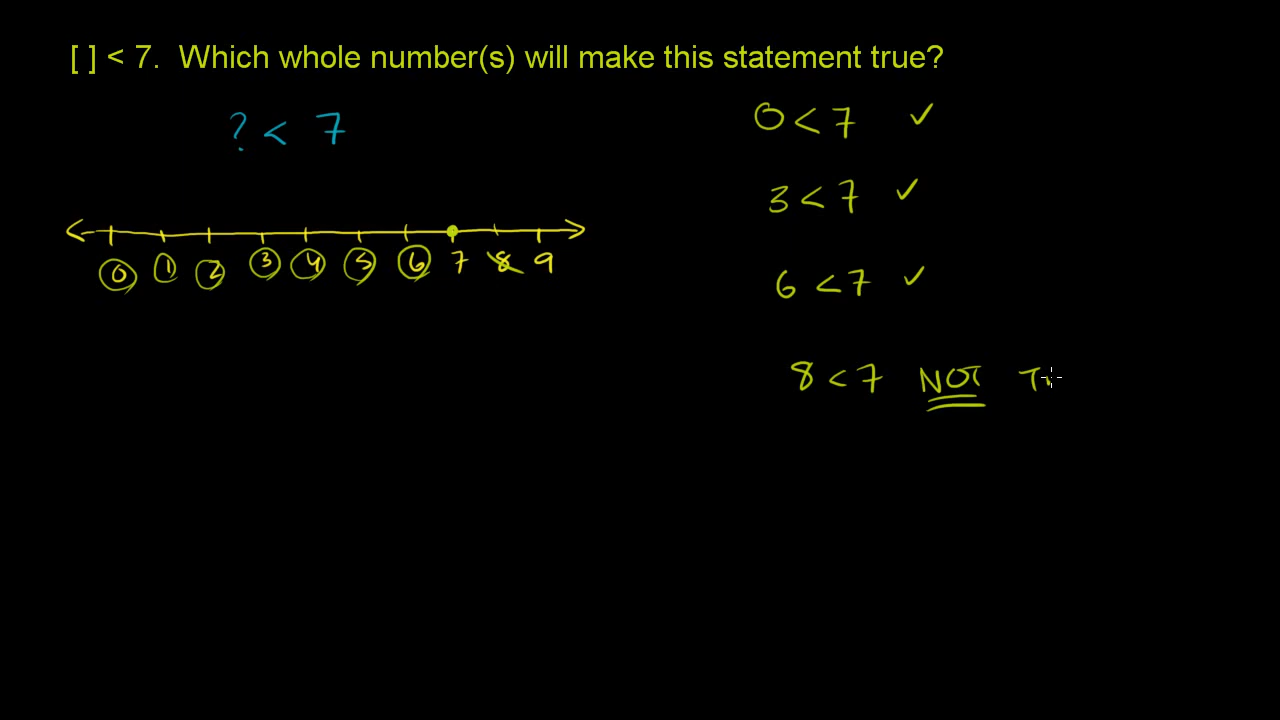 [ ] < 7. Which whole number(s) will make this statement true?
? < 7
0 1 2 3 4 5 6 7 8 9
0 < 7 ✓
3 < 7 ✓
6 < 7 ✓
8 < 7 NOT T